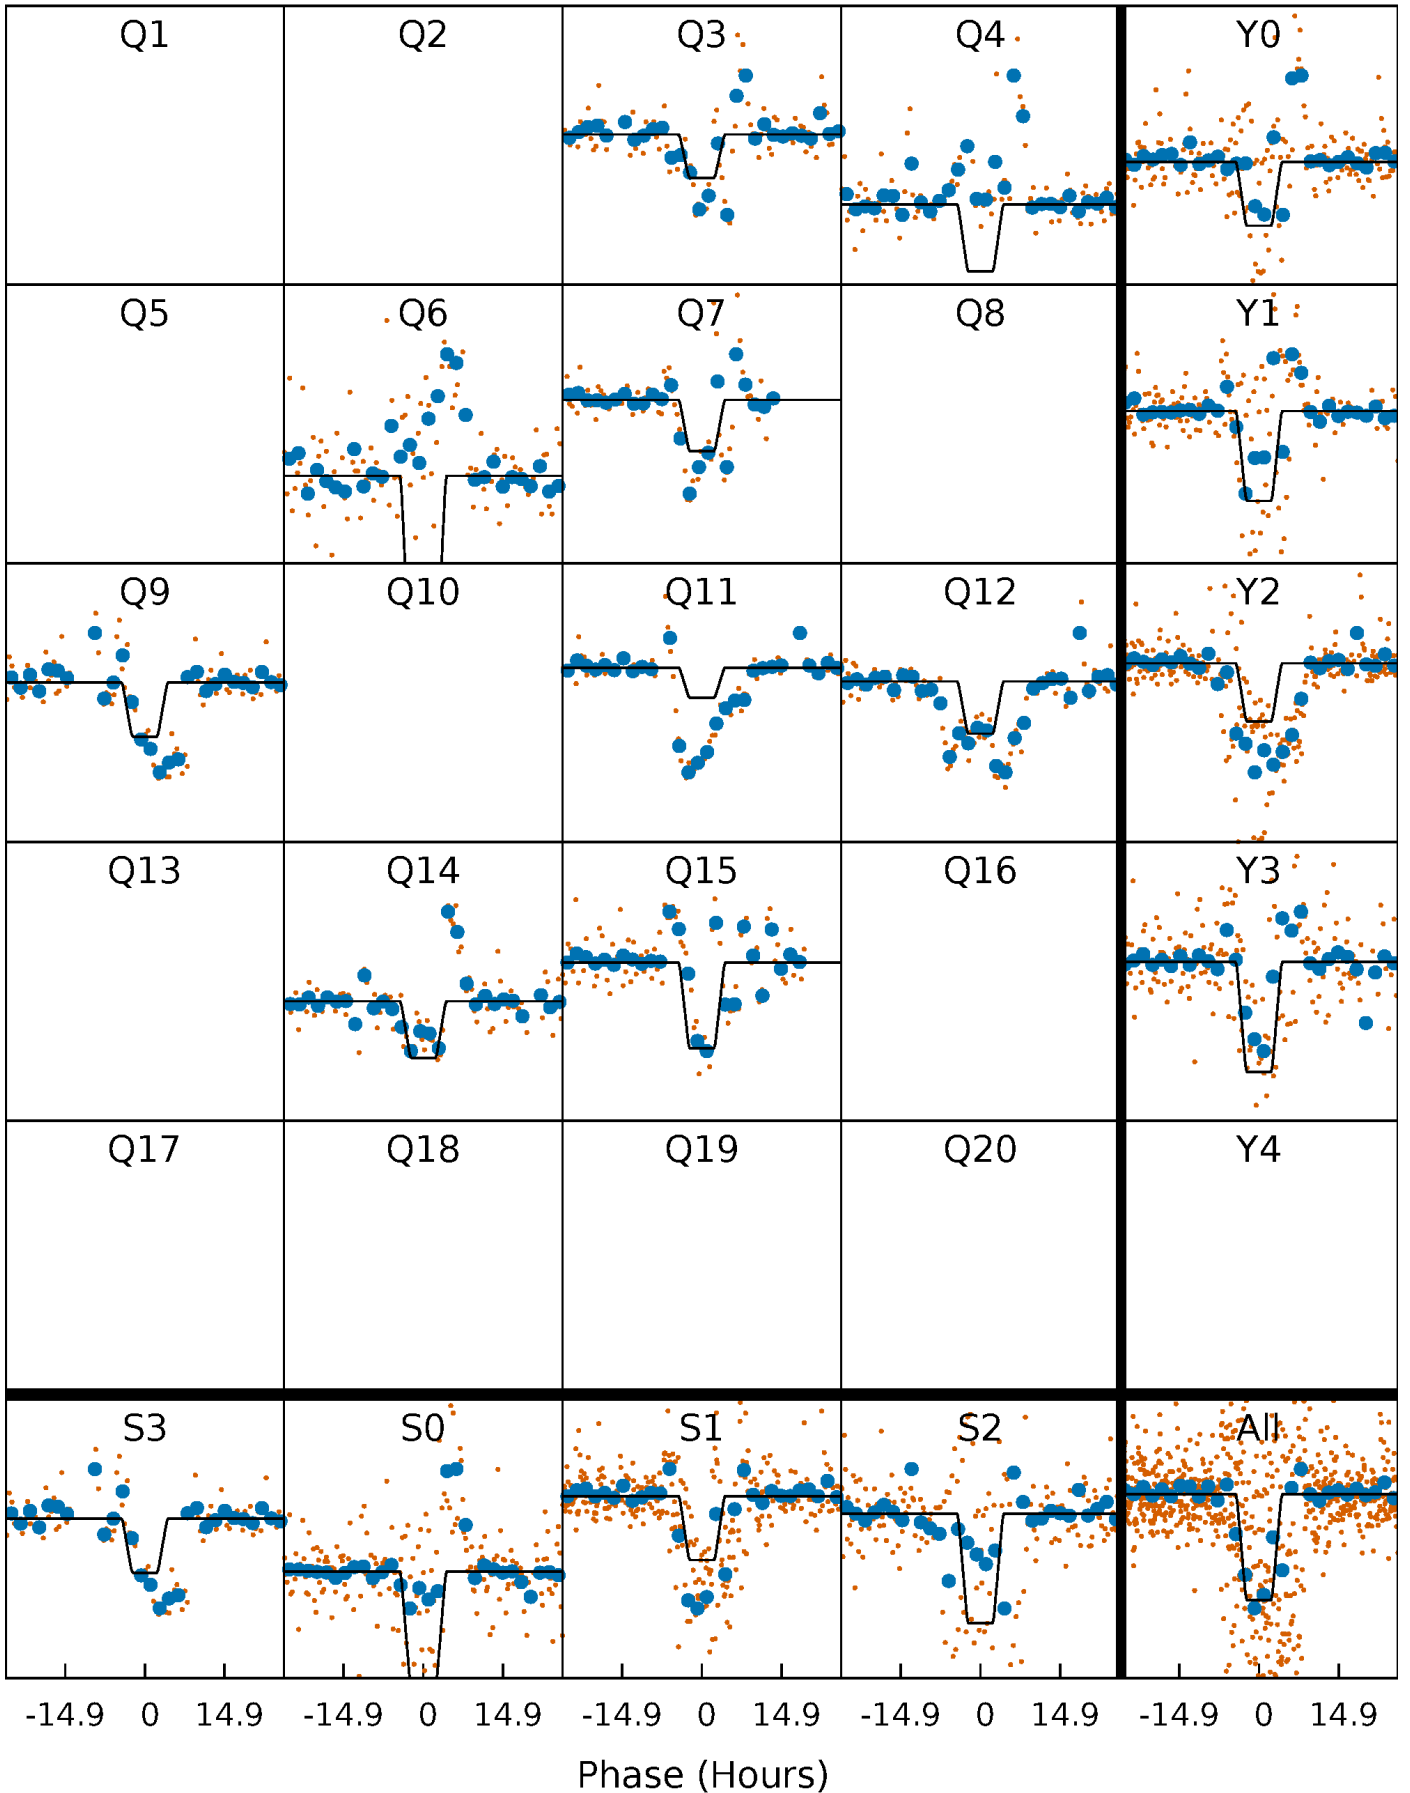 Q1 Q2 Q3 Q4 Y0
Q5 Q6 Q7 Q8 Y1
Q9 Q10 Q11 Q12 Y2
Q13 Q14 Q15 Q16 Y3
Q17 Q18 Q19 Q20 Y4
S3 S0 S1 S2 All
-14.9 0 14.9 -14.9 0 14.9 -14.9 0 14.9 -14.9 0 14.9 -14.9 0 14.9
Phase (Hours)